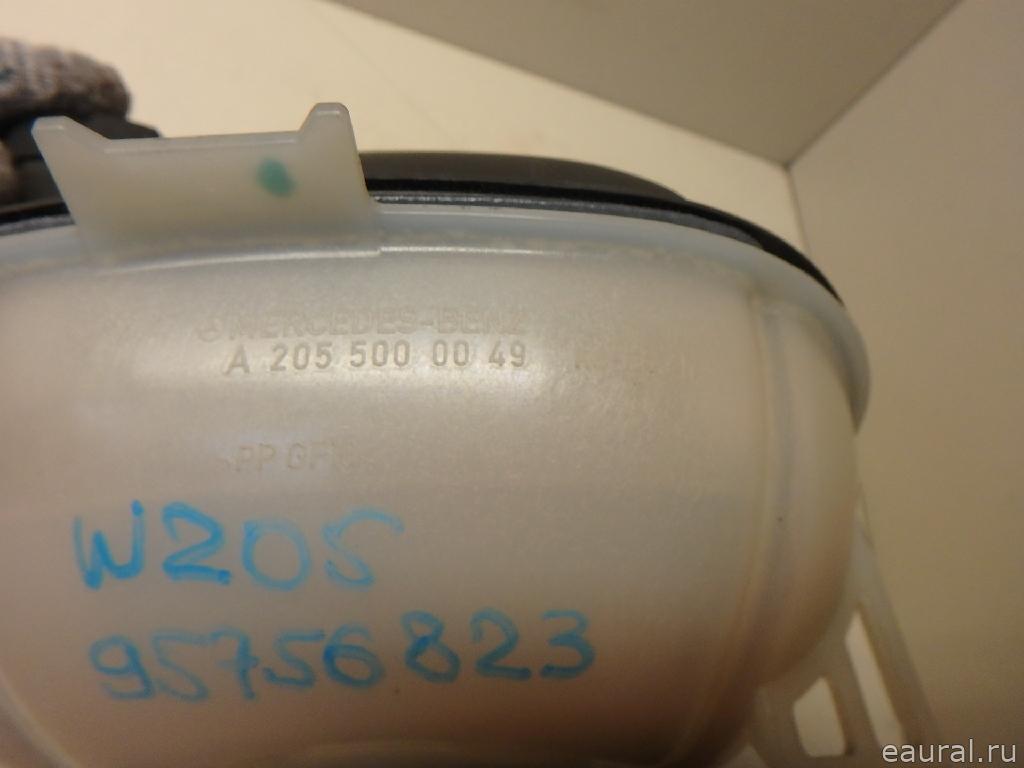 MERCEDES-BENZ
A 205 500 00 49
W205
95756823
eaural.ru